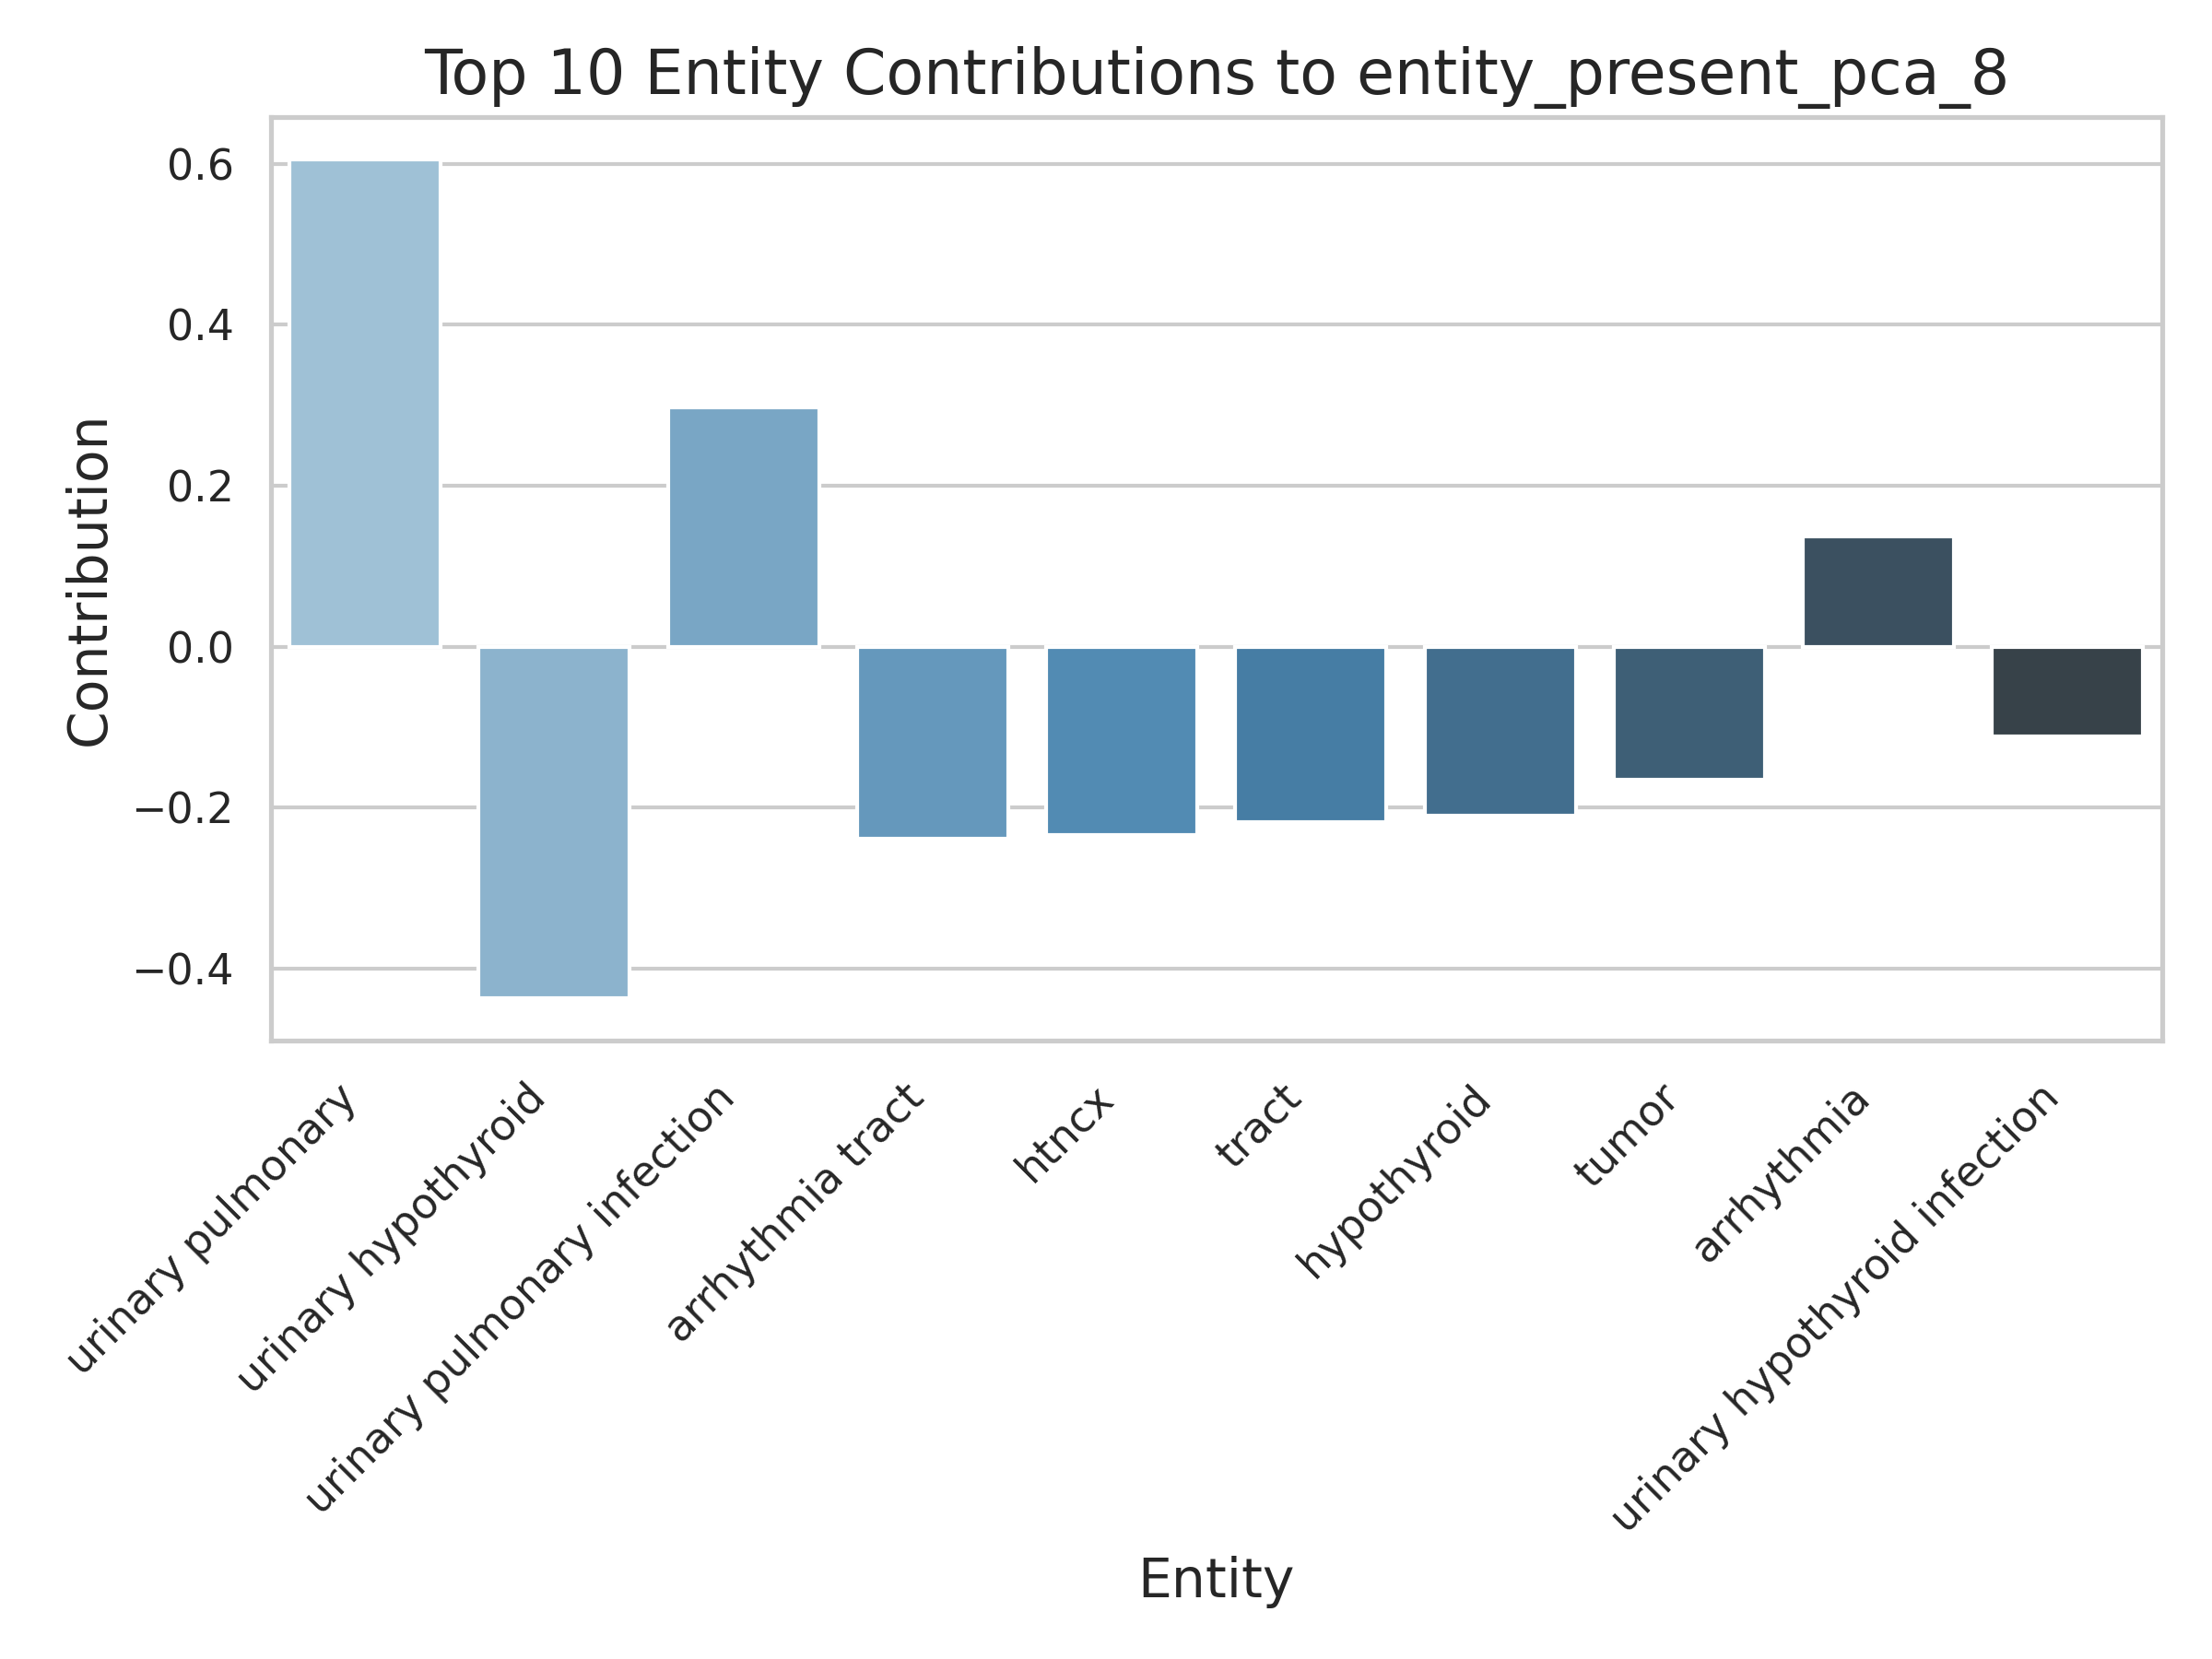 Top 10 Entity Contributions to entity_present_pca_8
Contribution
0.6
0.4
0.2
0.0
−0.2
−0.4
urinary pulmonary
urinary hypothyroid
urinary pulmonary infection
arrhythmia tract
htncx
tract
hypothyroid
tumor
arrhythmia
urinary hypothyroid infection
Entity